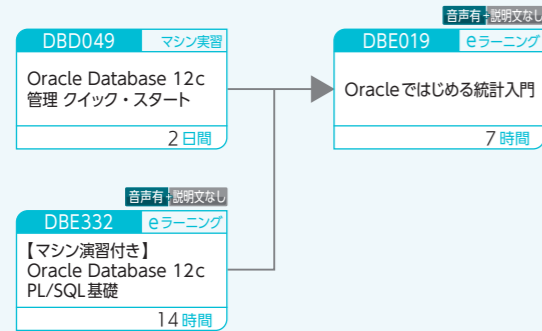 DBD049 マシン実習
Oracle Database 12c
管理 クイック・スタート
2日間
音声有・説明文なし
DBE019 eラーニング
Oracleではじめる統計入門
7時間
音声有・説明文なし
DBE332 eラーニング
【マシン演習付き】
Oracle Database 12c
PL/SQL基礎
14時間